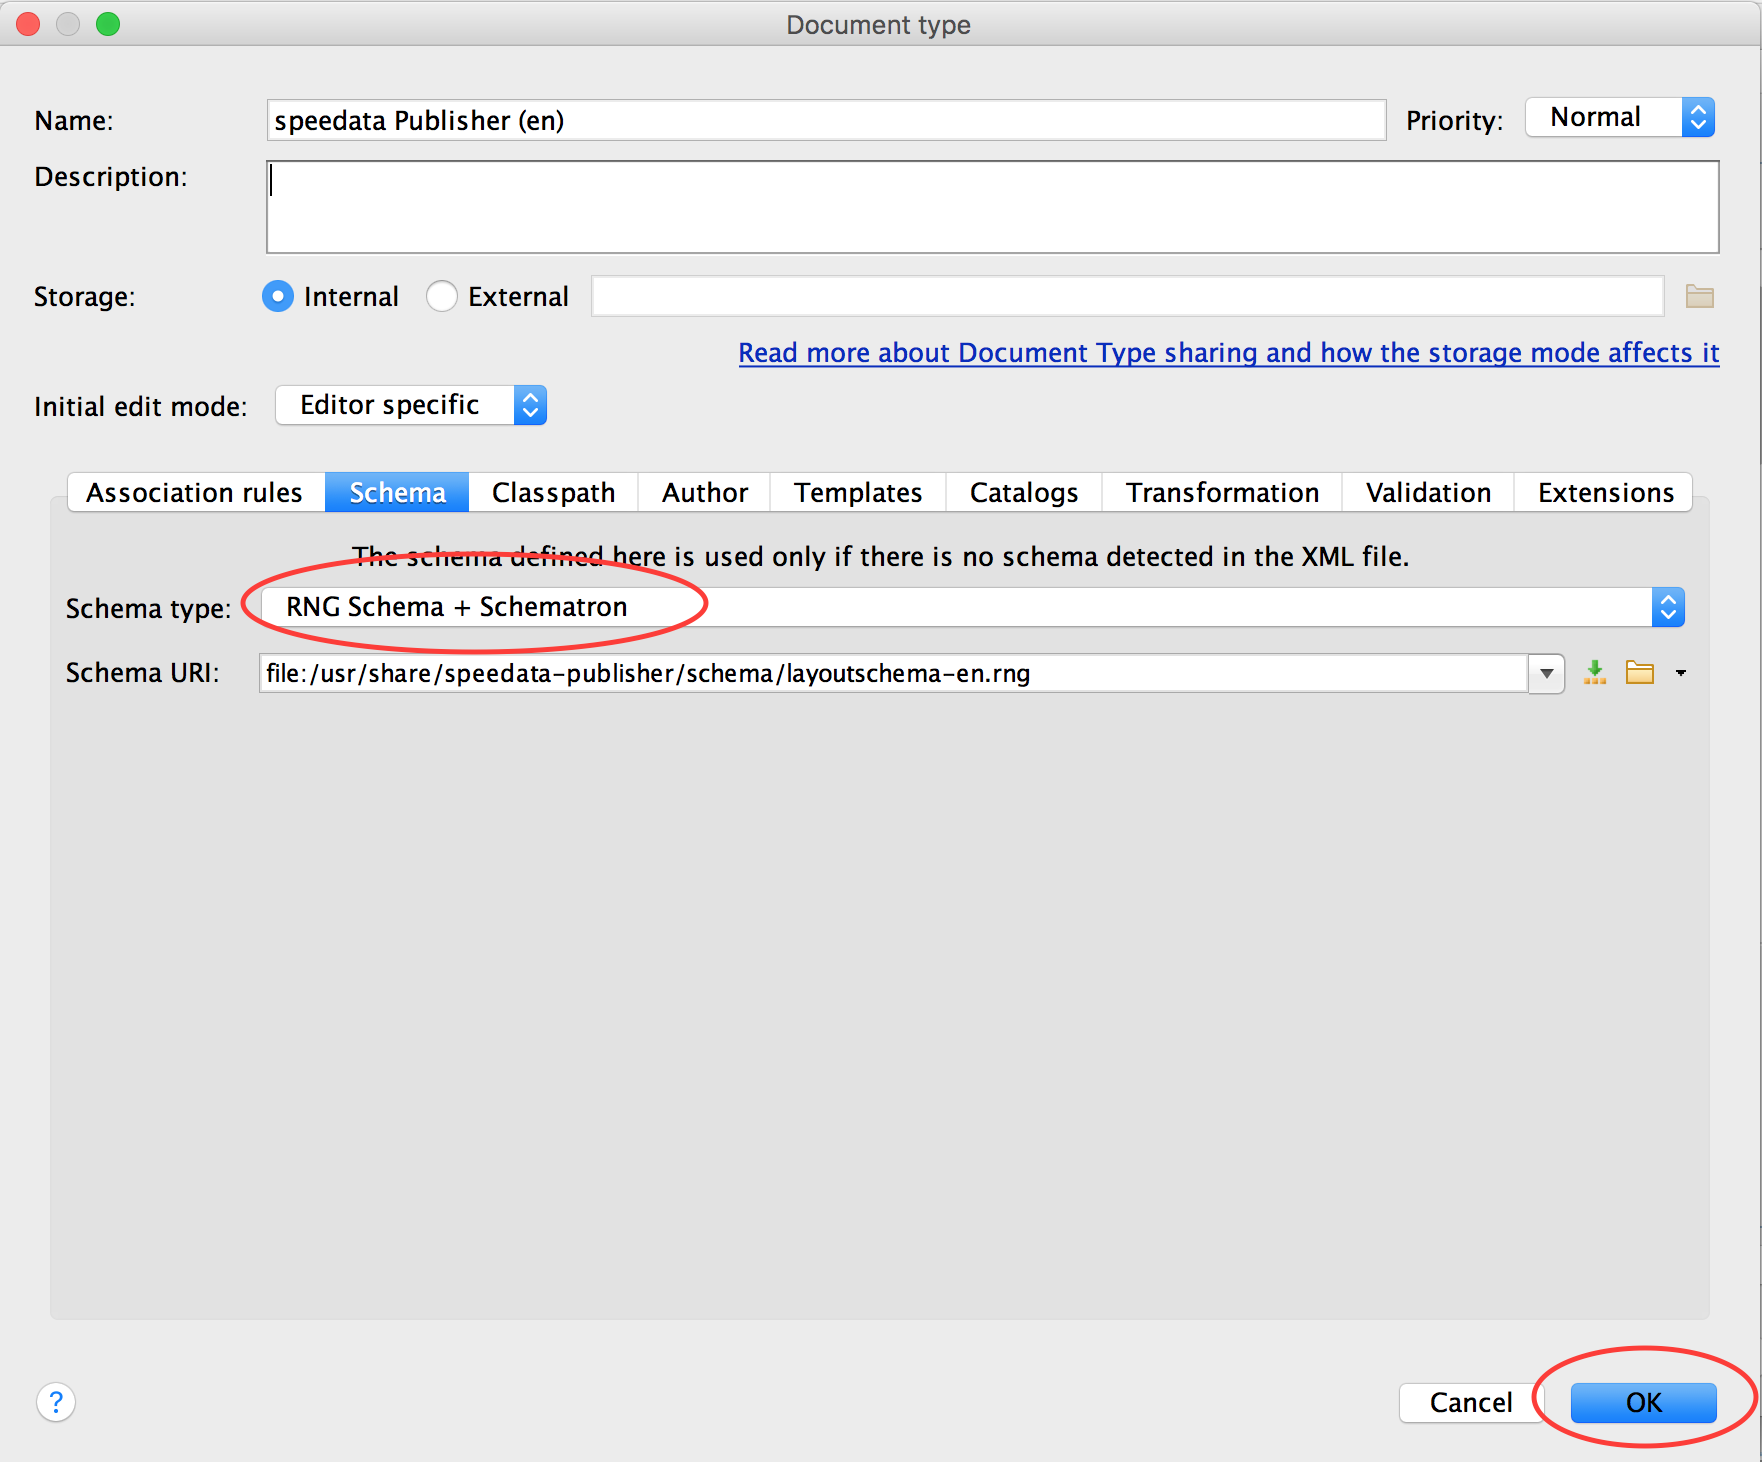 Document type
Name: speedata Publisher (en) Priority: Normal
Description:
Storage: Internal External
Read more about Document Type sharing and how the storage mode affects it
Initial edit mode: Editor specific
Association rules Schema Classpath Author Templates Catalogs Transformation Validation Extensions
The schema defined here is used only if there is no schema detected in the XML file.
Schema type: RNG Schema + Schematron
Schema URI: file:/usr/share/speedata-publisher/schema/layoutschema-en.rng
? Cancel OK